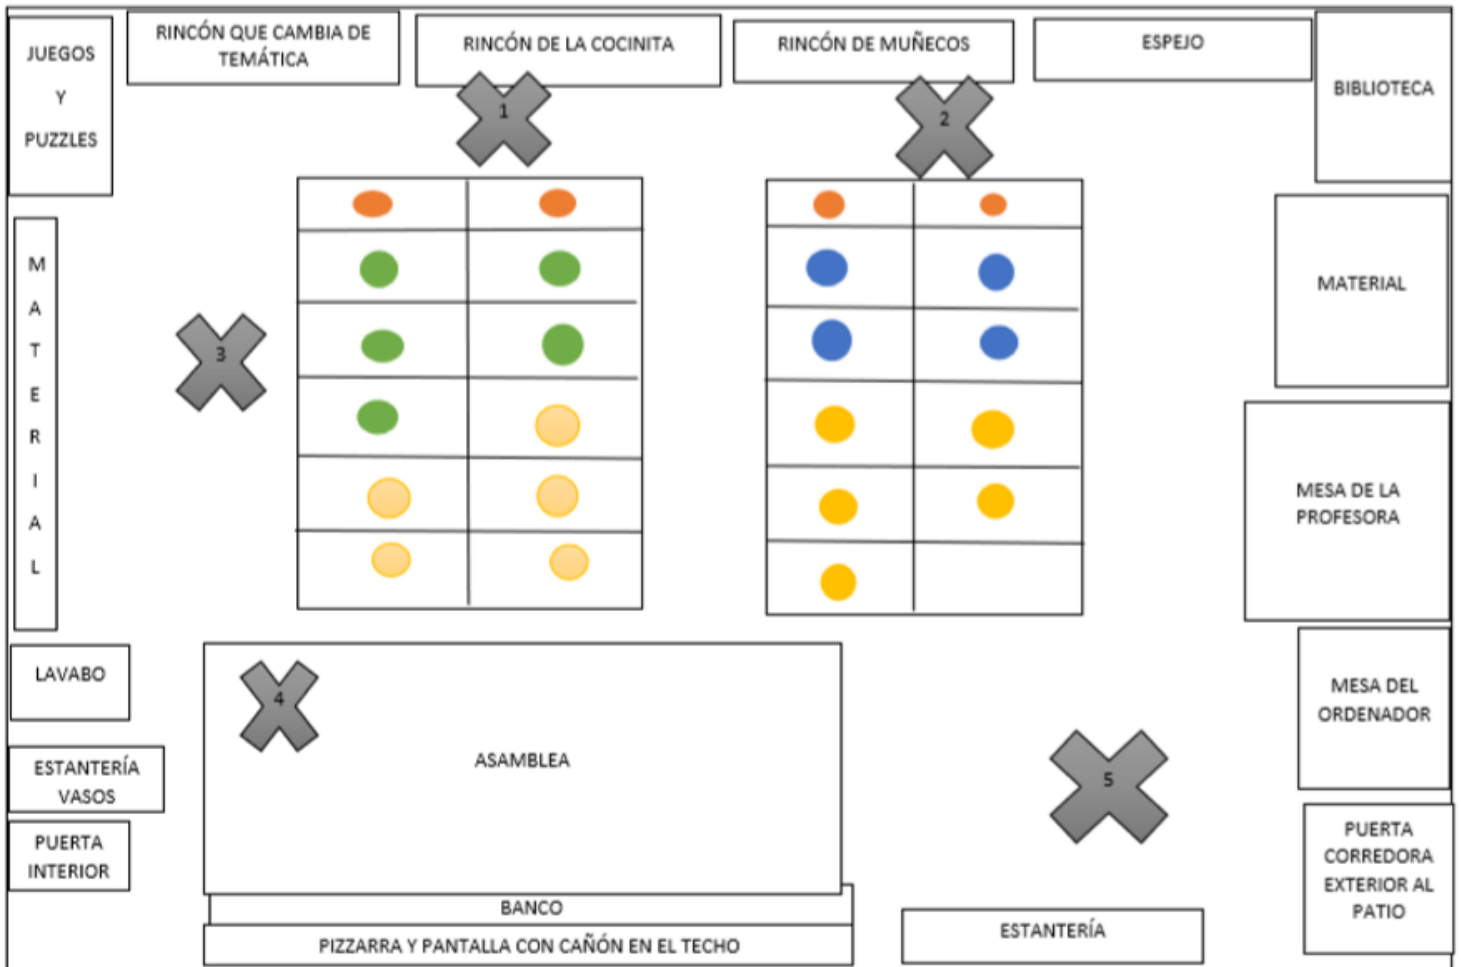 JUEGOS
Y
PUZZLES
RINCÓN QUE CAMBIA DE
TEMÁTICA
RINCÓN DE LA COCINITA
RINCÓN DE MUÑECOS
ESPEJO
BIBLIOTECA
1
2
M
A
T
E
R
I
A
L
3
MATERIAL
MESA DE LA
PROFESORA
LAVABO
4
ASAMBLEA
5
MESA DEL
ORDENADOR
ESTANTERÍA
VASOS
PUERTA
INTERIOR
PUERTA
CORREDORA
EXTERIOR AL
PATIO
BANCO
PIZZARRA Y PANTALLA CON CAÑÓN EN EL TECHO
ESTANTERÍA